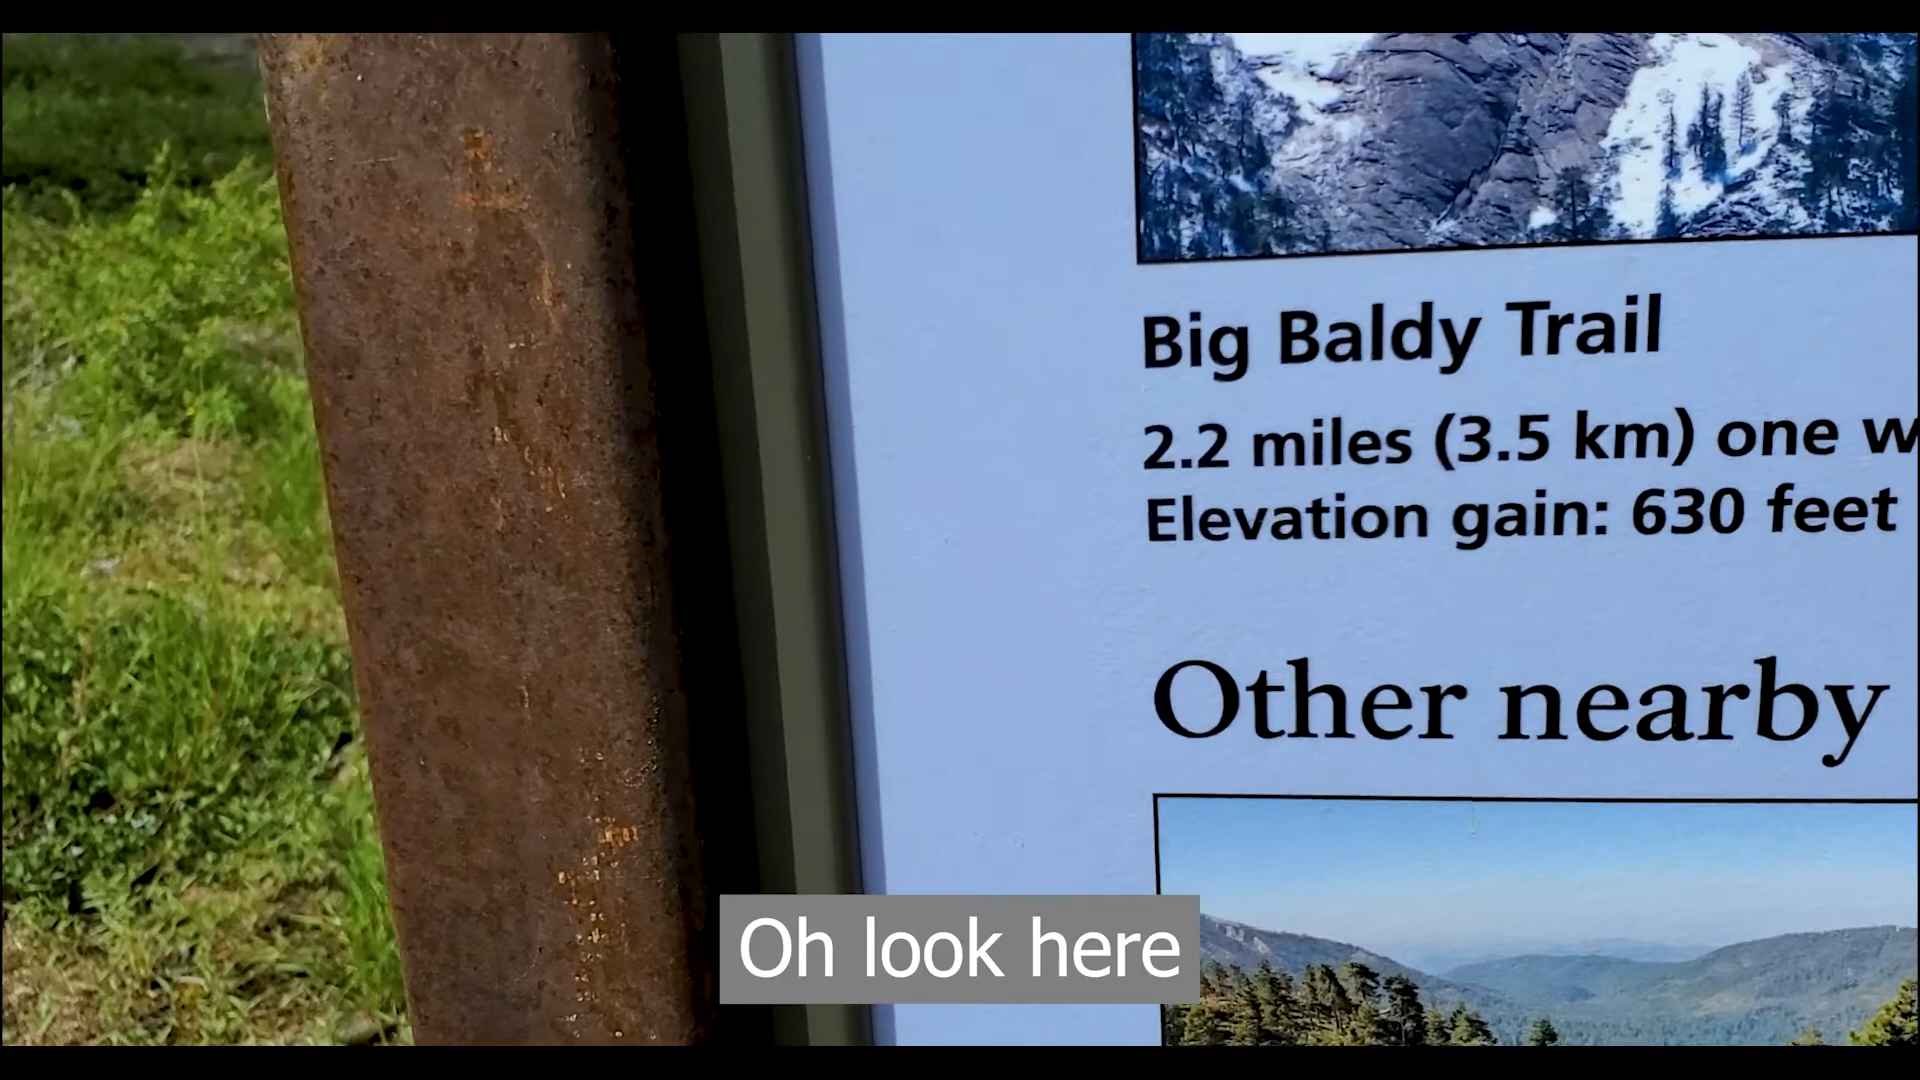 Big Baldy Trail
2.2 miles (3.5 km) one w
Elevation gain: 630 feet
Other nearby
Oh look here